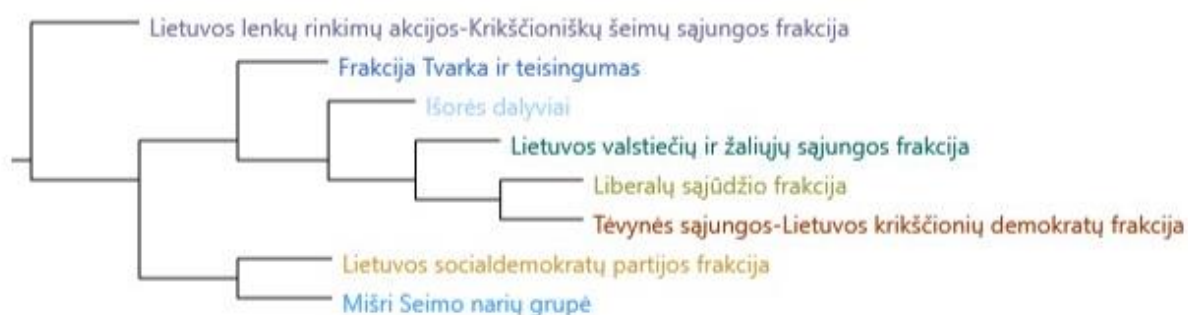 Lietuvos lenkų rinkimų akcijos-Krikščioniškų šeimų sąjungos frakcija
Frakcija Tvarka ir teisingumas
Išorės dalyviai
Lietuvos valstiečių ir žaliųjų sąjungos frakcija
Liberalų sąjūdžio frakcija
Tėvynės sąjungos-Lietuvos krikščionių demokratų frakcija
Lietuvos socialdemokratų partijos frakcija
Mišri Seimo narių grupė